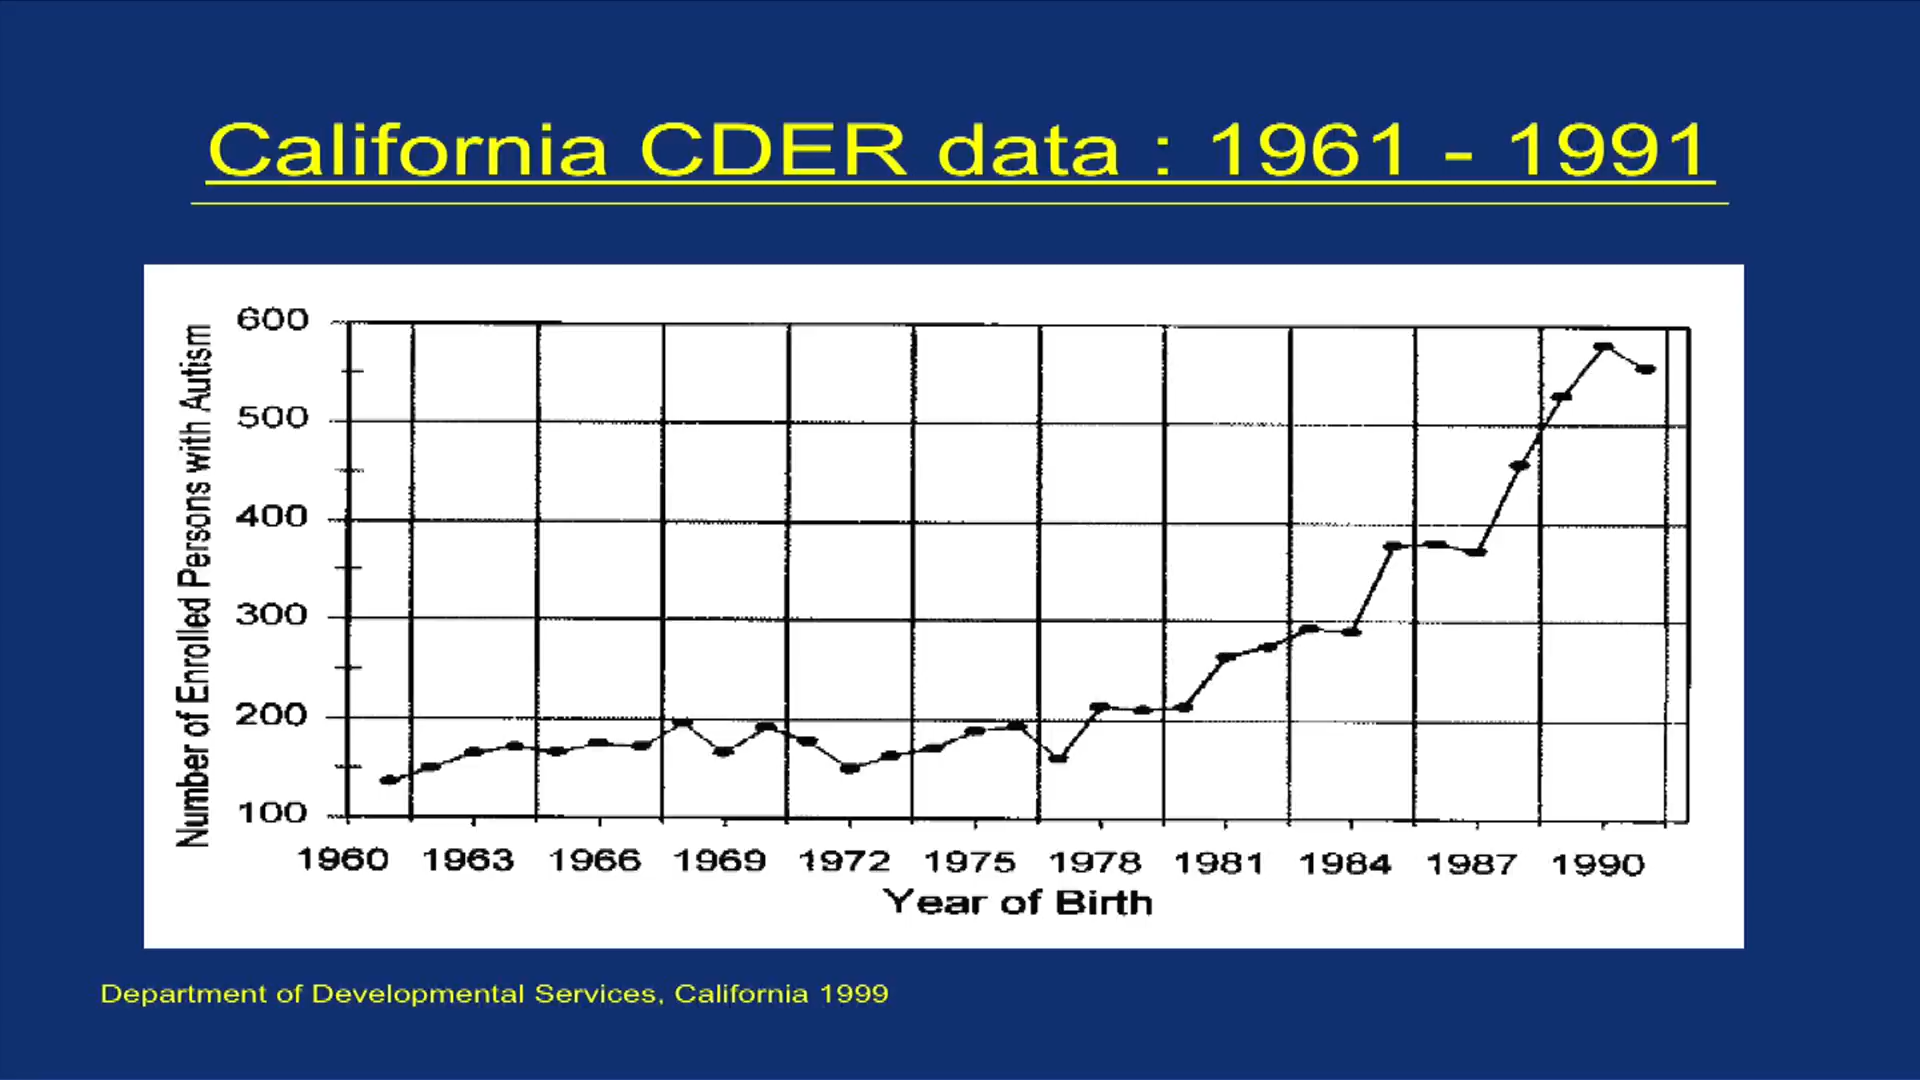 California CDER data : 1961 - 1991
Number of Enrolled Persons with Autism
600
500
400
300
200
100
1960 1963 1966 1969 1972 1975 1978 1981 1984 1987 1990
Year of Birth
Department of Developmental Services, California 1999